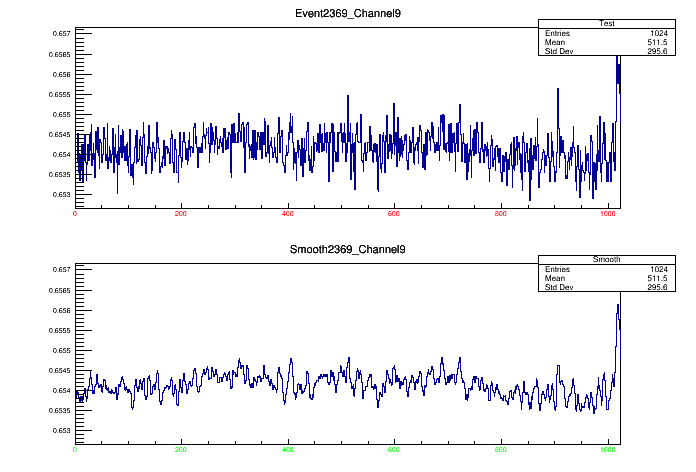 Event2369_Channel9
Test
Entries 1024
Mean 511.5
Std Dev 295.6
0.657
0.6565
0.656
0.6555
0.655
0.6545
0.654
0.6535
0.653
0 200 400 600 800 1000
Smooth2369_Channel9
Smooth
Entries 1024
Mean 511.5
Std Dev 295.6
0.657
0.6565
0.656
0.6555
0.655
0.6545
0.654
0.6535
0.653
0 200 400 600 800 1000